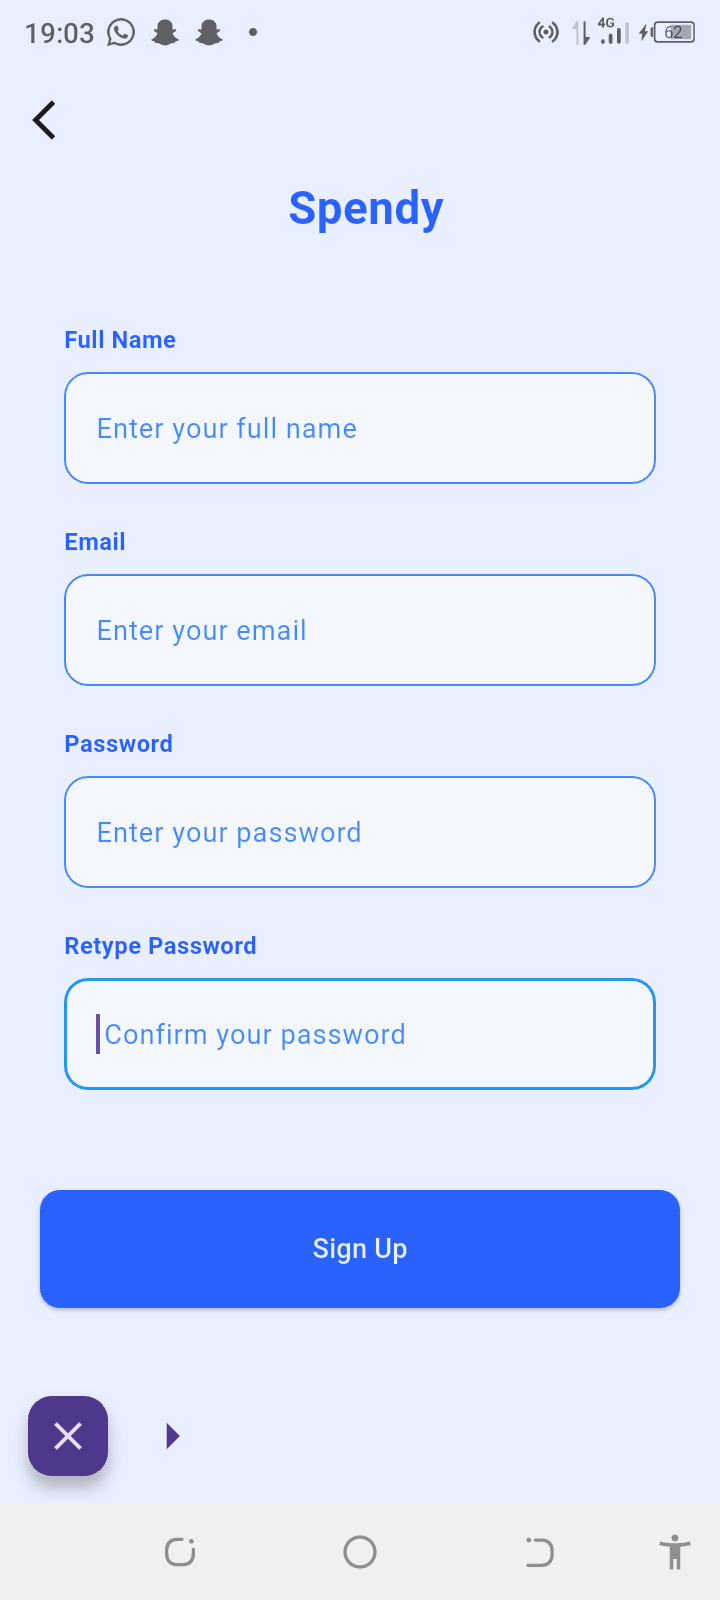 19:03
4G
62
Spendy
Full Name
Enter your full name
Email
Enter your email
Password
Enter your password
Retype Password
Confirm your password
Sign Up